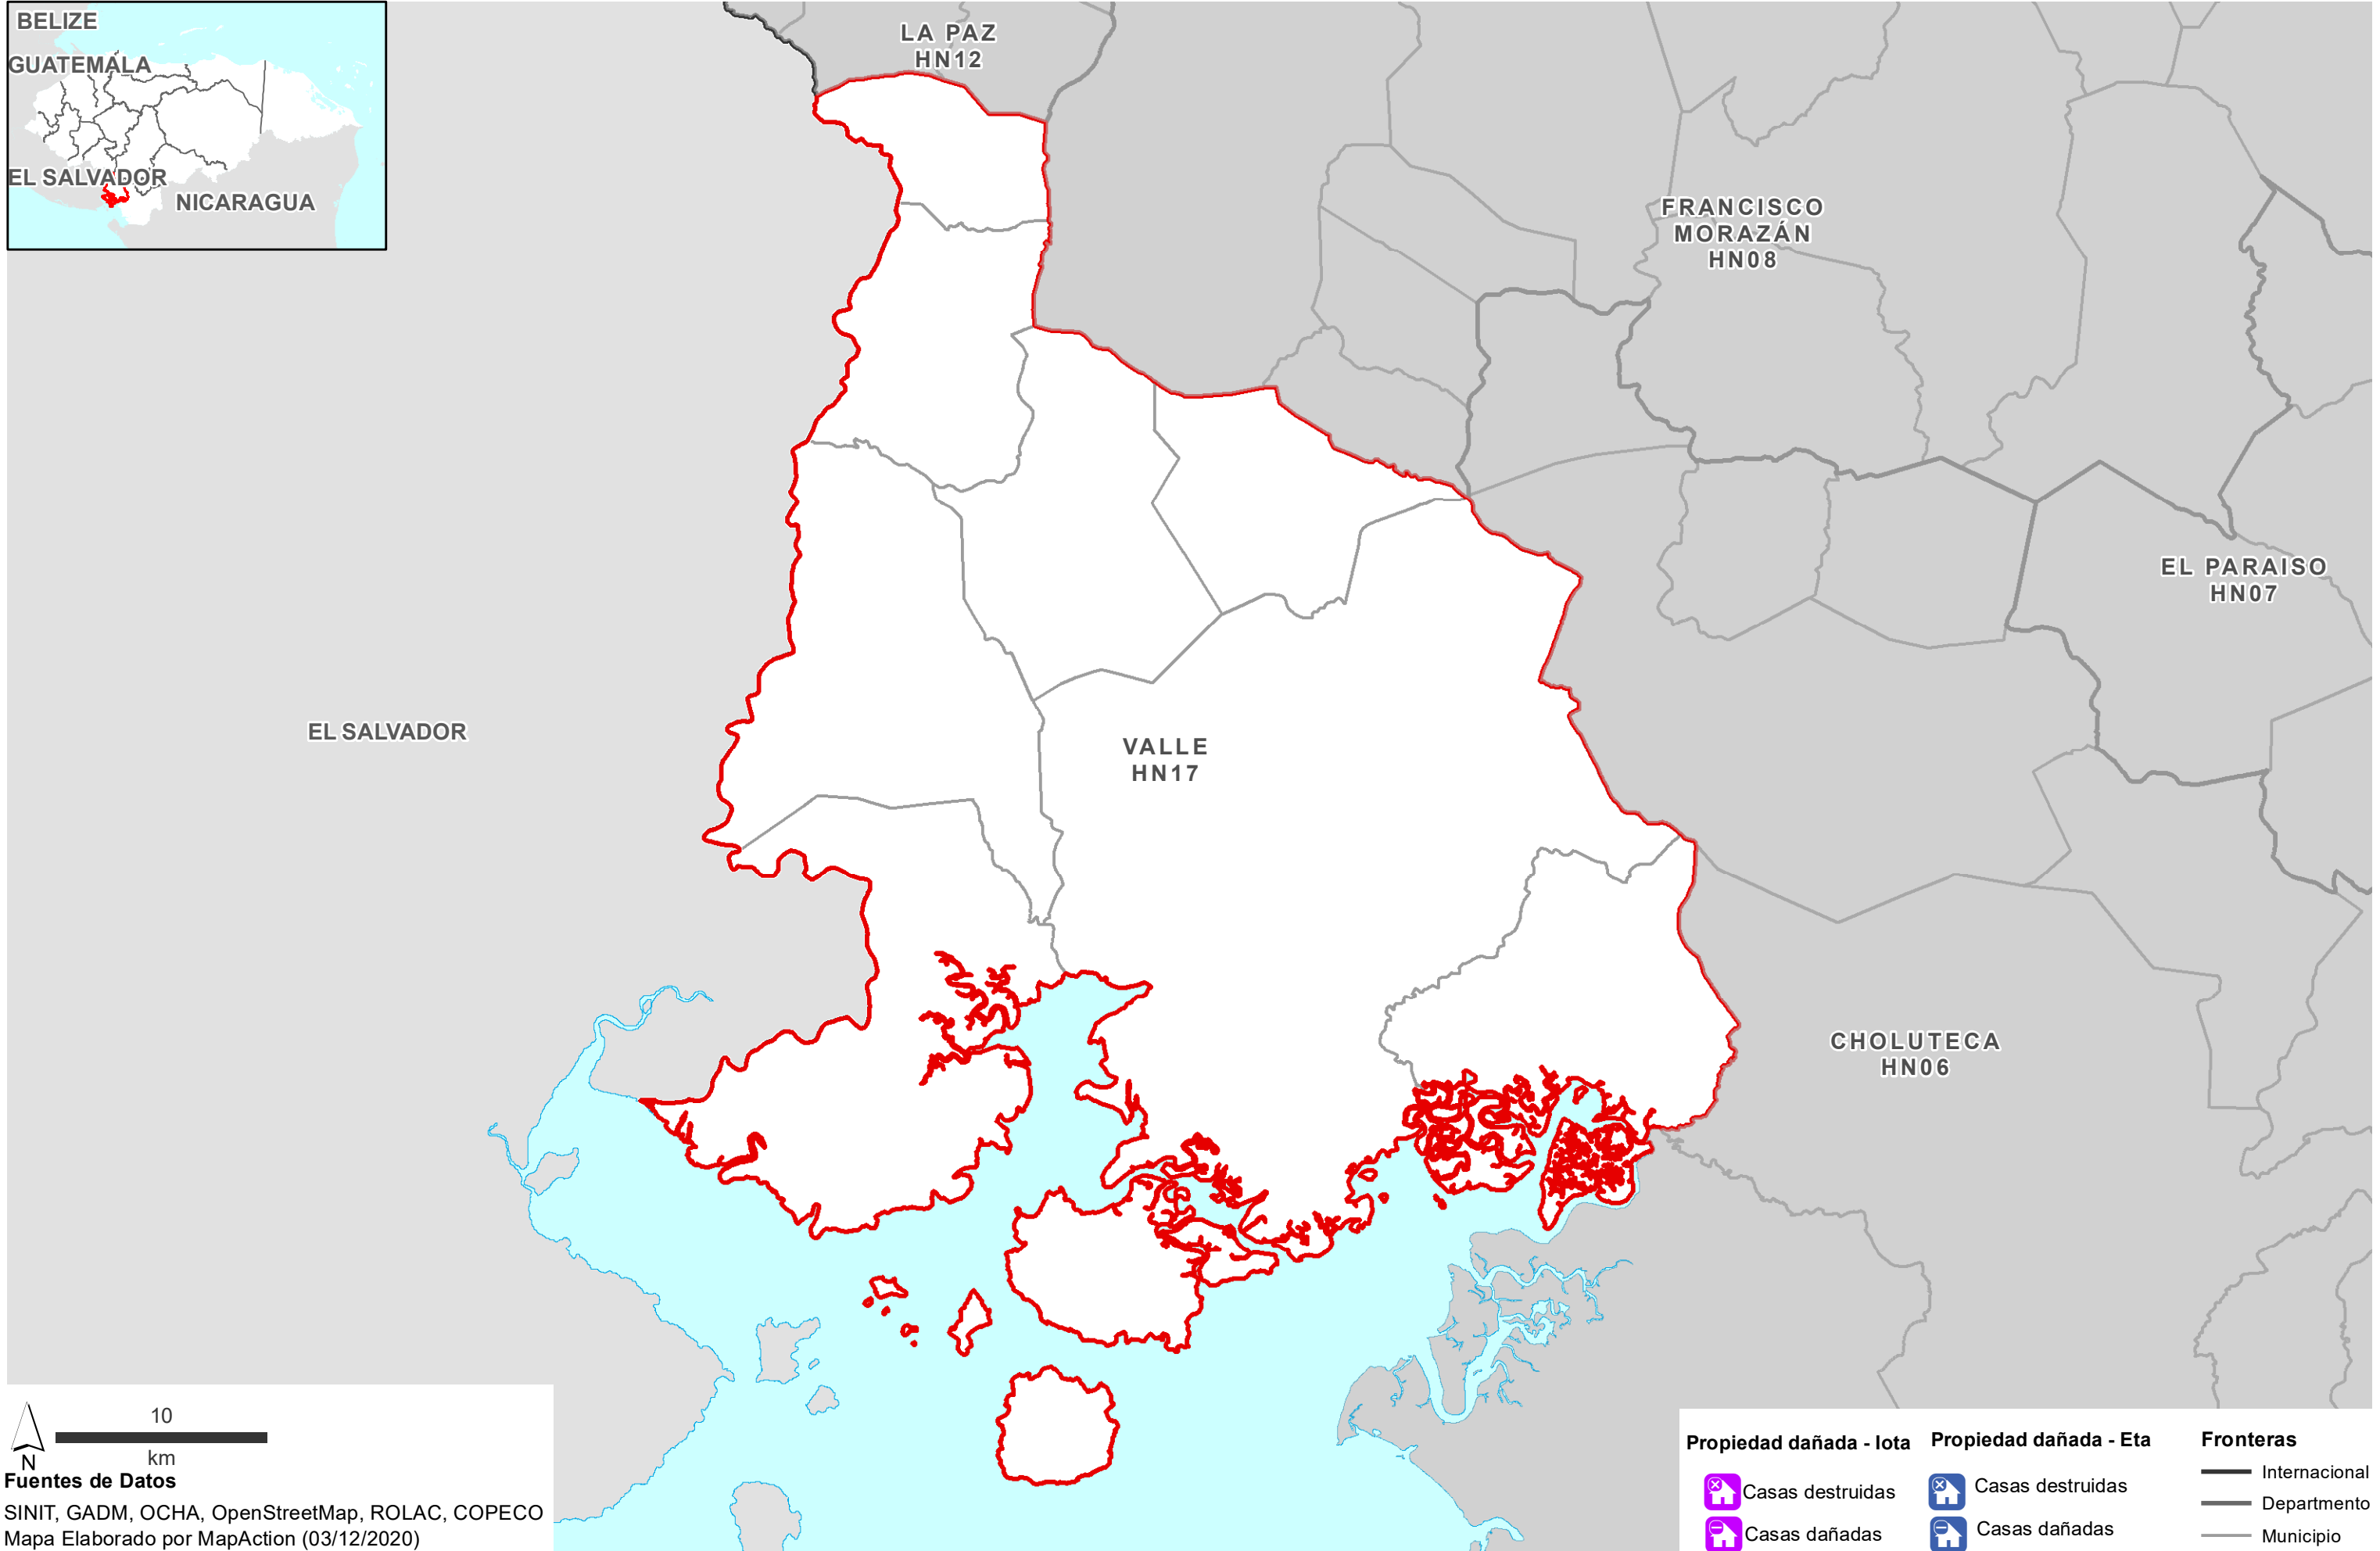 BELIZE
GUATEMALA
EL SALVADOR
NICARAGUA
LA PAZ
HN12
FRANCISCO
MORAZÁN
HN08
EL PARAISO
HN07
EL SALVADOR
VALLE
HN17
CHOLUTECA
HN06
10
km
N
Fuentes de Datos
SINIT, GADM, OCHA, OpenStreetMap, ROLAC, COPECO
Mapa Elaborado por MapAction (03/12/2020)
Propiedad dañada - Iota
Casas destruidas
Casas dañadas
Propiedad dañada - Eta
Casas destruidas
Casas dañadas
Fronteras
Internacional
Departmento
Municipio